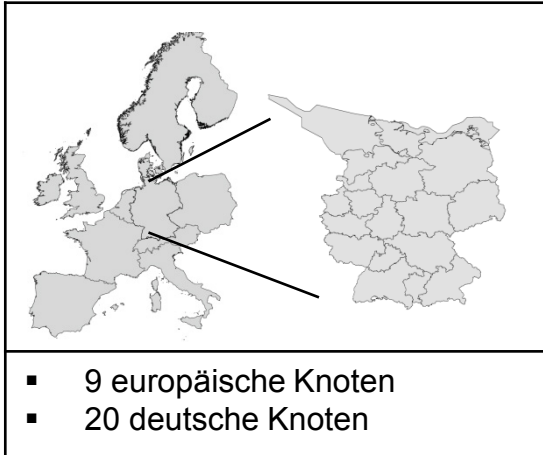 ▪ 9 europäische Knoten
▪ 20 deutsche Knoten